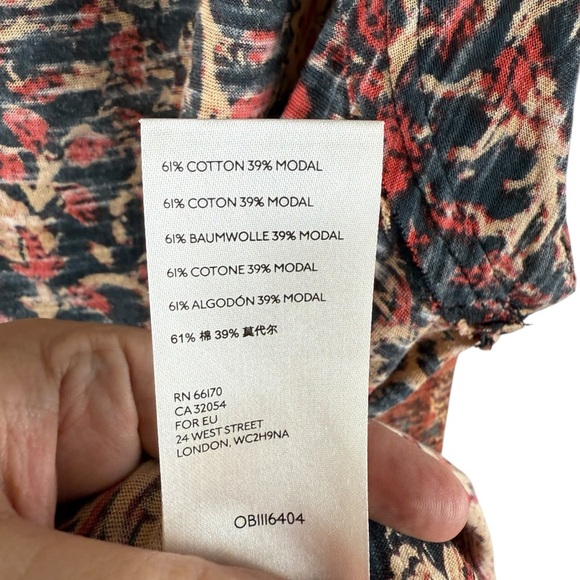 61% COTTON 39% MODAL
61% COTON 39% MODAL
61% BAUMWOLLE 39% MODAL
61% COTONE 39% MODAL
61% ALGODÓN 39% MODAL
61% 棉 39% 莫代尔
RN 66170
CA 32054
FOR EU
24 WEST STREET
LONDON, WC2H9NA
OB1116404